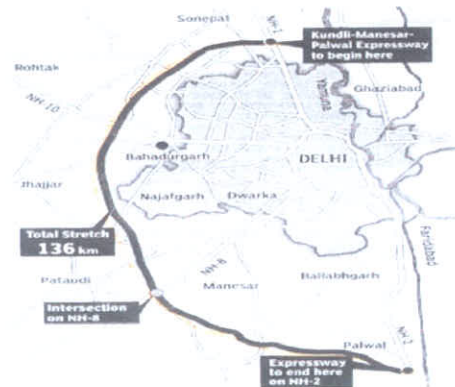 Sonepat
NH-1
Kundli-Manesar-
Palwal Expressway
to begin here
Rohtak
NH-10
Yamuna
Ghaziabad
Bahadurgarh
DELHI
Jhajjar
Najafgarh
Dwarka
Total Stretch
136 km
Faridabad
Pataudi
NH-8
Manesar
Ballabhgarh
Intersection
on NH-8
Palwal
NH-2
Expressway
to end here
on NH-2